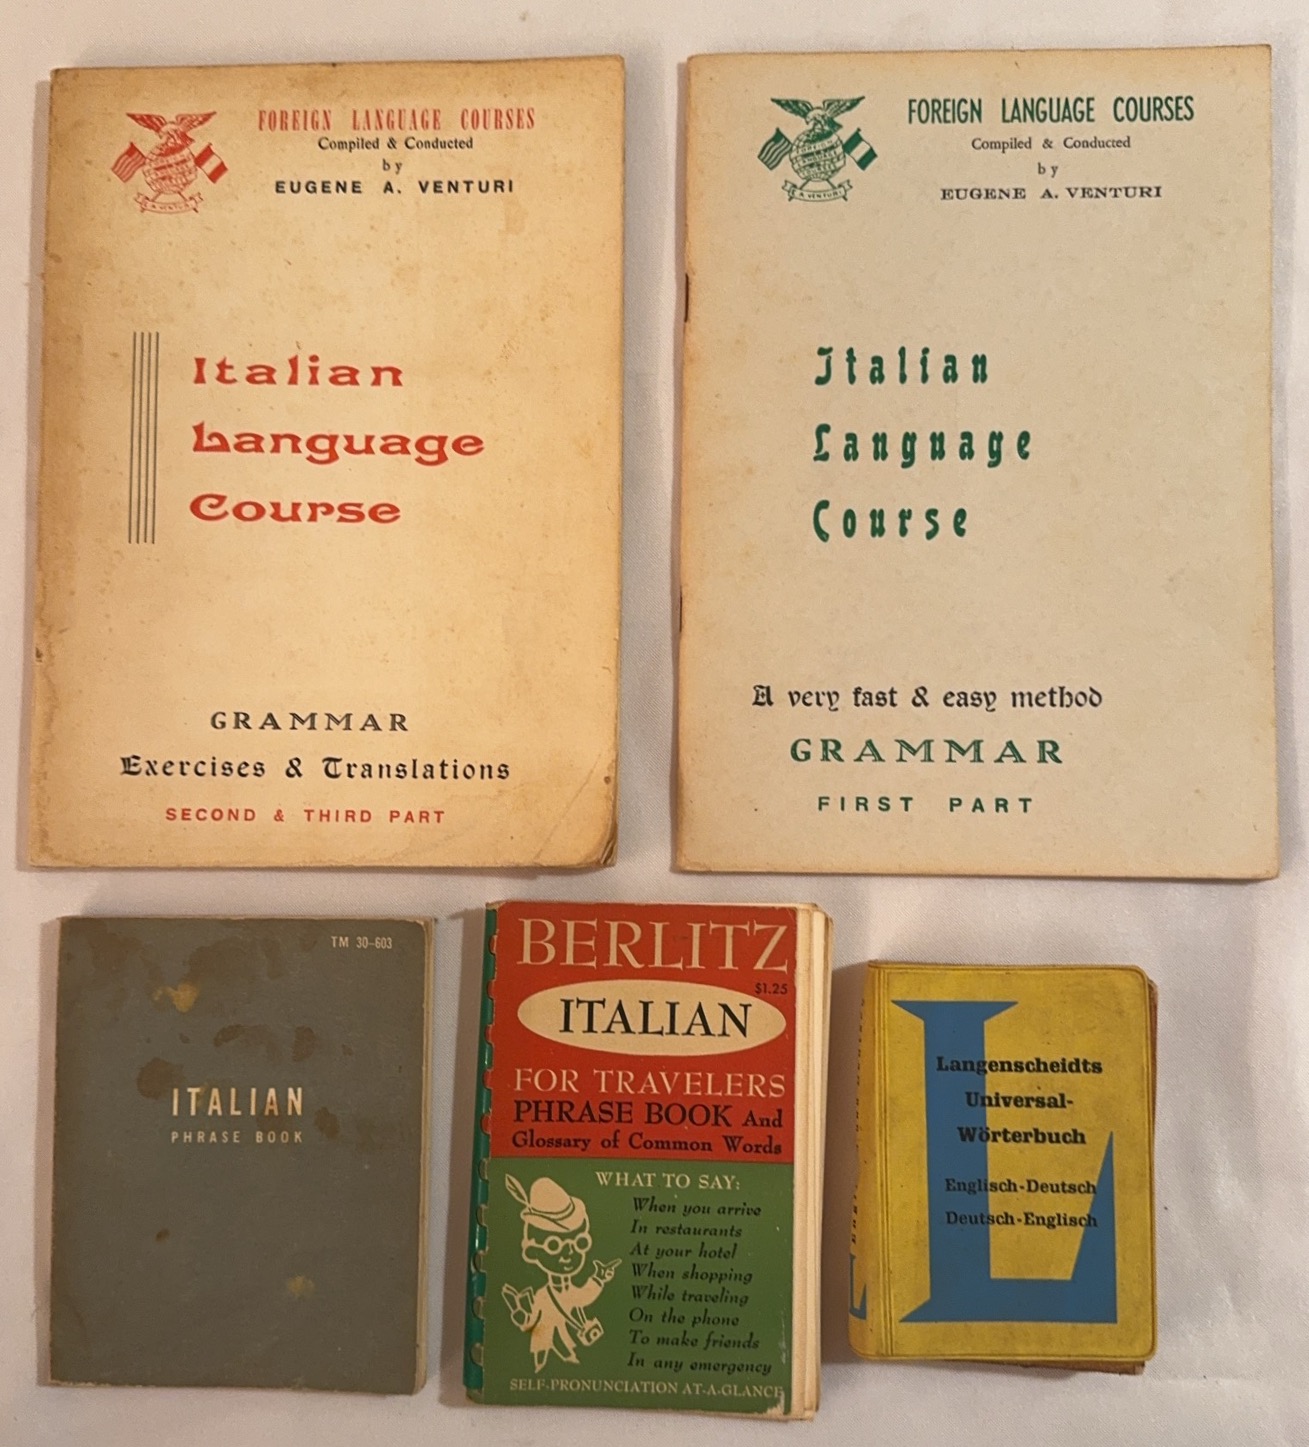 FOREIGN LANGUAGE COURSES
Compiled & Conducted
by
EUGENE A. VENTURI
A. VENTURI
Italian
Language
Course
GRAMMAR
Exercises & Translations
SECOND & THIRD PART
FOREIGN LANGUAGE COURSES
Compiled & Conducted
by
EUGENE A. VENTURI
A. VENTURI
Italian
Language
Course
A very fast & easy method
GRAMMAR
FIRST PART
TM 30-603
ITALIAN
PHRASE BOOK
BERLITZ
$1.25
ITALIAN
FOR TRAVELERS
PHRASE BOOK And
Glossary of Common Words
WHAT TO SAY:
When you arrive
In restaurants
At your hotel
When shopping
While traveling
On the phone
To make friends
In any emergency
SELF-PRONUNCIATION AT-A-GLANCE
L
Langenscheidts
Universal-
Wörterbuch
Englisch-Deutsch
Deutsch-Englisch
L